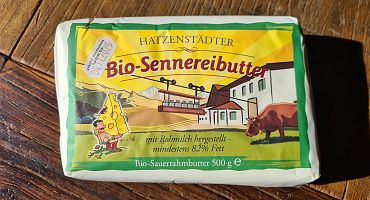 HATZENSTÄDTER
Bio-Sennereibutter
mit Rohmilch hergestellt -
mindestens 82% Fett
Bio-Sauerrahmbutter 500 g e